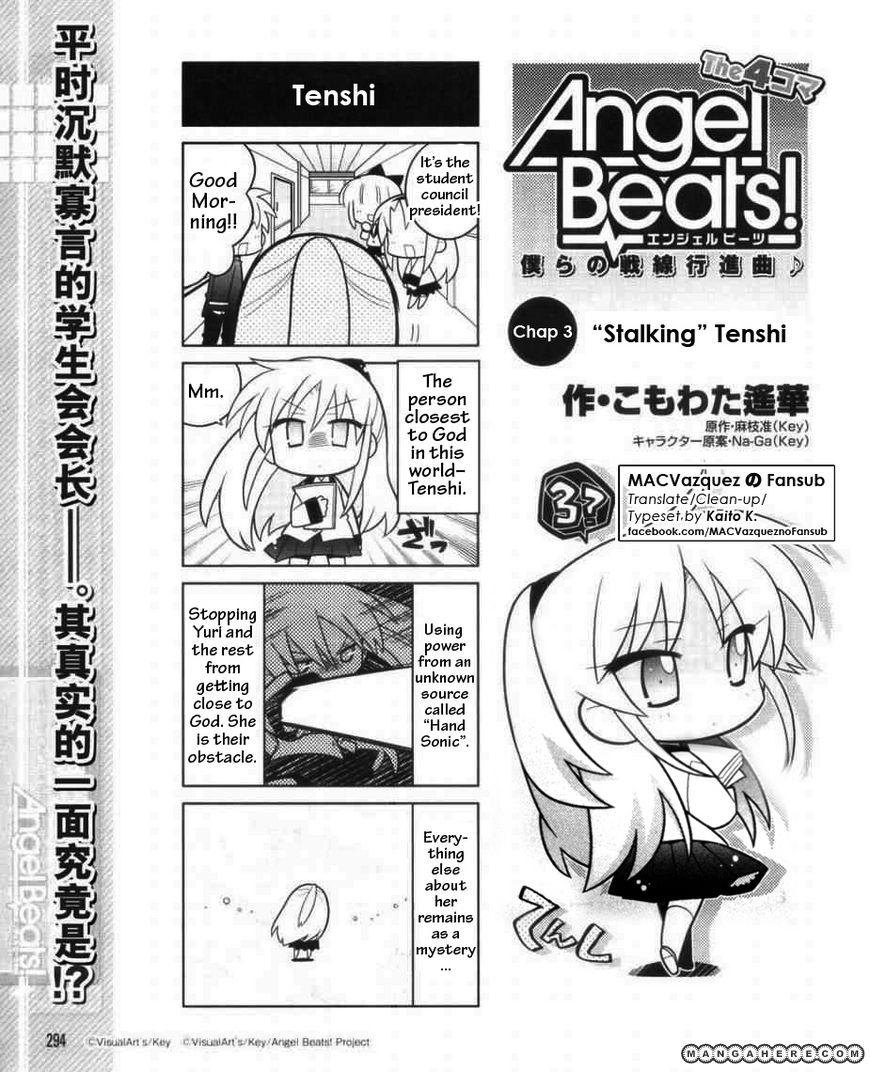 The 4コマ
Angel
Beats!
エンジェル ビーツ
僕らの戦線行進曲♪
Chap 3
“Stalking” Tenshi
作・こもわた遙華
原作・麻枝准(Key)
キャラクター原案・Na-Ga(Key)
MACVazquez の Fansub
Translate/Clean-up/
Typeset by Kaito K.
facebook.com/MACVazqueznoFansub
3?
てんし
Tenshi
It's the
student
council
president!
Good
Mor-
ning!!
The
person
closest
to God
in this
world–
Tenshi.
Mm.
ざっ
Using
power
from an
unknown
source
called
“Hand
Sonic”.
Stopping
Yuri and
the rest
from
getting
close to
God. She
is their
obstacle.
Every-
thing
else
about
her
remains
as a
mystery
...
平时沉默寡言的学生会会长——。其真实的一面究竟是!?
Angel Beats!
294
©VisualArt's/Key ©VisualArt's/Key/Angel Beats! Project
MANGAHERE.COM